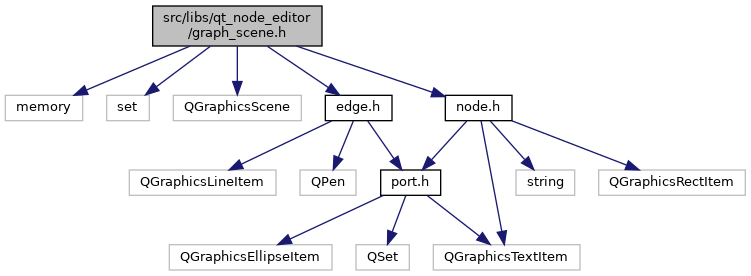 src/libs/qt_node_editor
/graph_scene.h
memory
set
QGraphicsScene
edge.h
node.h
QGraphicsLineItem
QPen
port.h
string
QGraphicsRectItem
QGraphicsEllipseItem
QSet
QGraphicsTextItem